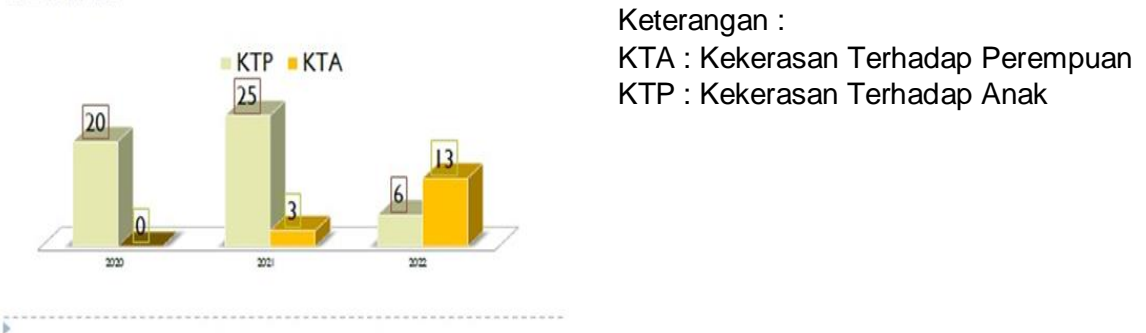 KTP KTA
20
0
25
3
6
13
2020
2021
2022
Keterangan :
KTA : Kekerasan Terhadap Perempuan
KTP : Kekerasan Terhadap Anak